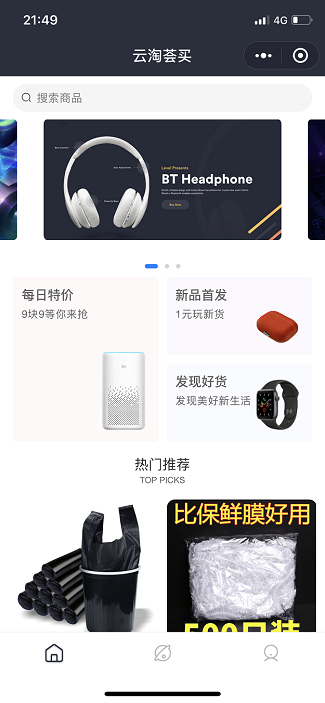 21:49
4G
云淘荟买
搜索商品
Level Presents
BT Headphone
Buy Now
每日特价
9块9等你来抢
新品首发
1元玩新货
发现好货
发现美好新生活
热门推荐
TOP PICKS
比保鲜膜好用
500只装